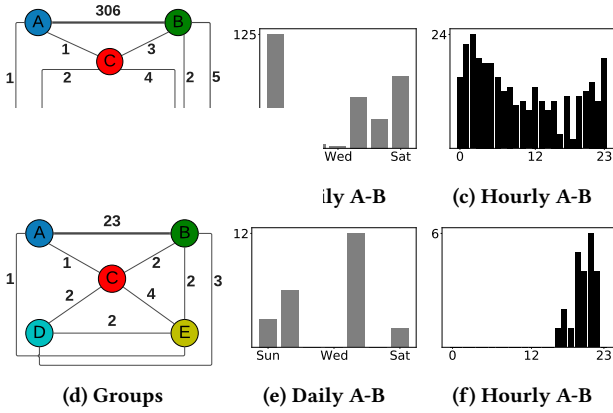 306
A B
125
24
1 3
C
1 2 4 2 5
Wed Sat
0 12 23
ily A-B
(c) Hourly A-B
23
A B
12
6
1 2
C
1 2 4 2 3
D 2 E
Sun Wed Sat
0 12 23
(d) Groups
(e) Daily A-B
(f) Hourly A-B